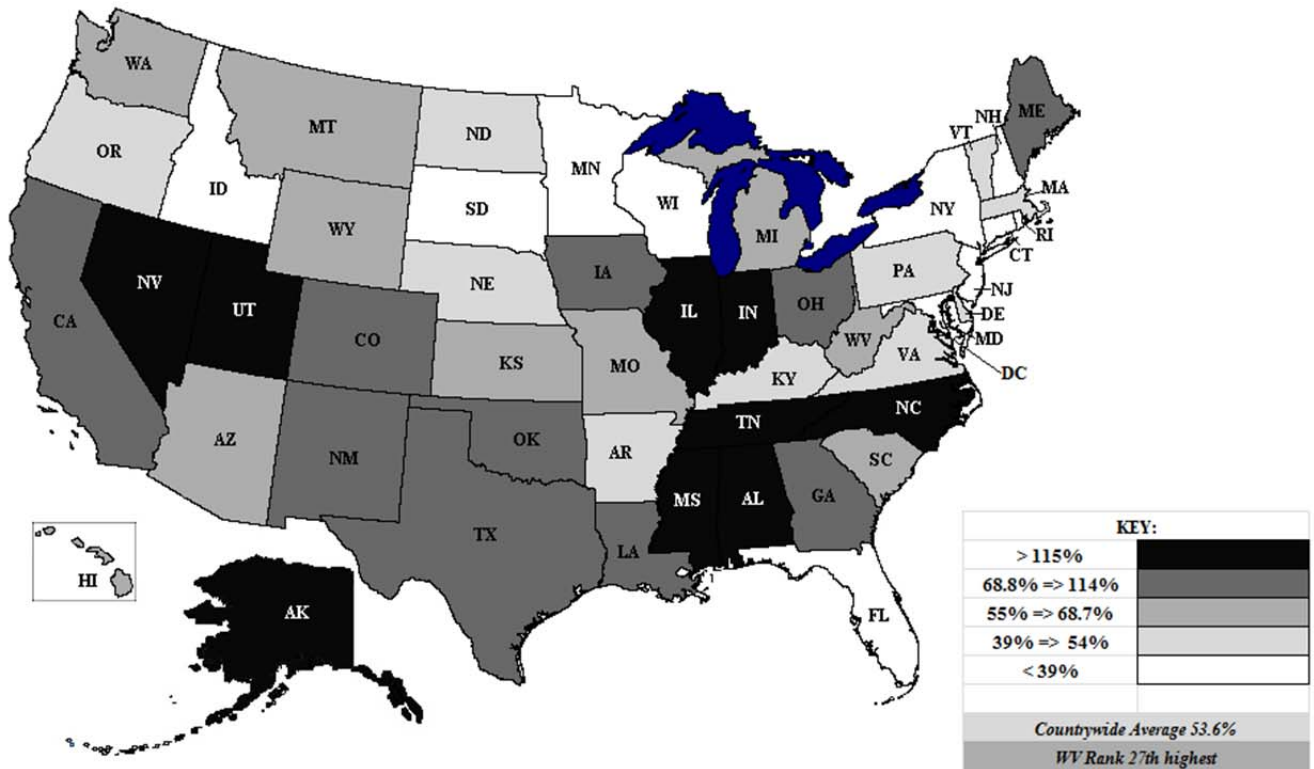 WA
MT
ND
MN
OR
ID
SD
WI
WY
NE
MI
NY
VT
NH
ME
MA
RI
CT
PA
NJ
DE
MD
DC
NV
UT
CA
CO
IA
IL
IN
OH
WV
VA
KS
MO
KY
AZ
NM
OK
AR
TN
NC
SC
MS
AL
GA
TX
LA
FL
HI
AK
KEY:
> 115%
68.8% => 114%
55% => 68.7%
39% => 54%
< 39%
Countrywide Average 53.6%
WV Rank 27th highest